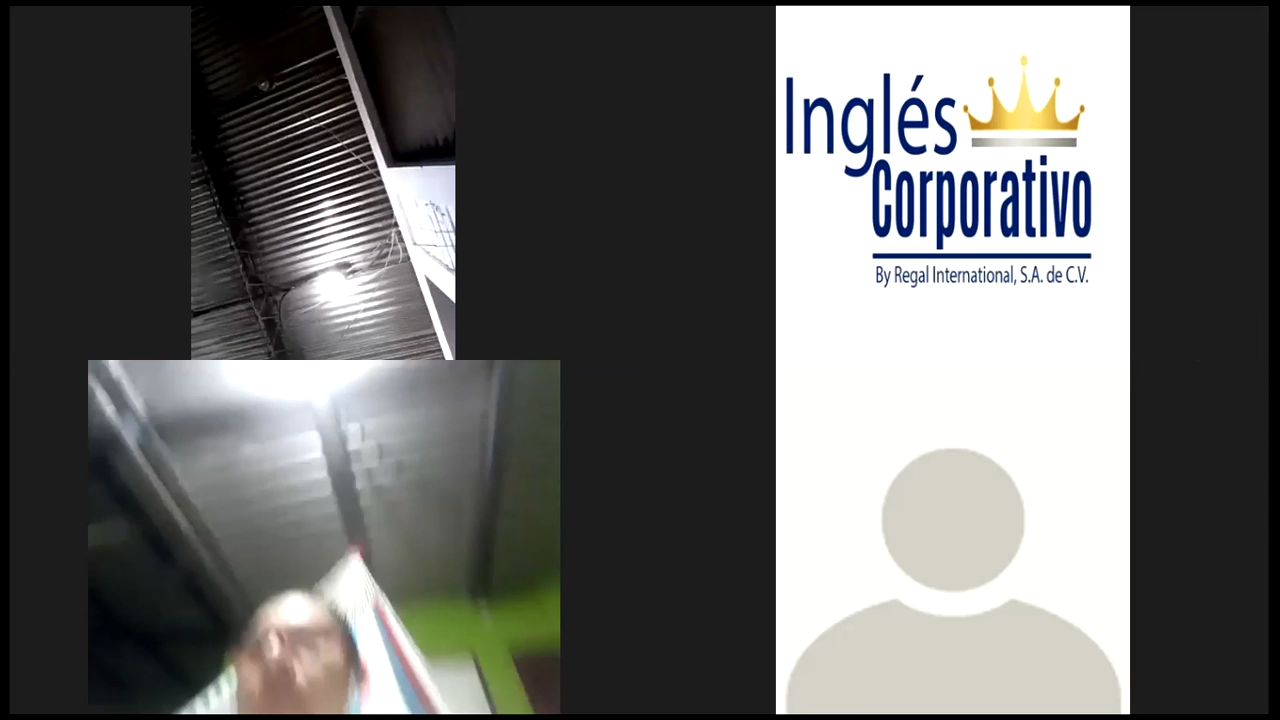 Inglés
Corporativo
By Regal International, S.A. de C.V.